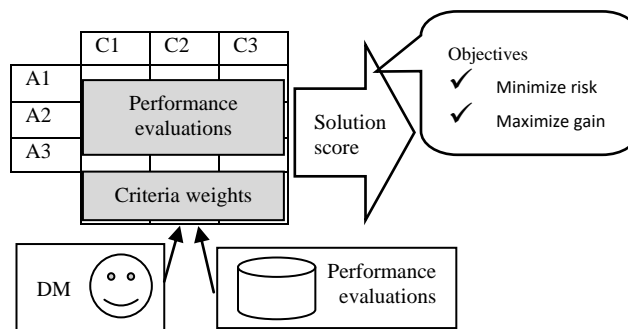 C1 C2 C3
Objectives
✓ Minimize risk
✓ Maximize gain
A1
A2
A3
Performance
evaluations
Solution
score
Criteria weights
DM
Performance
evaluations